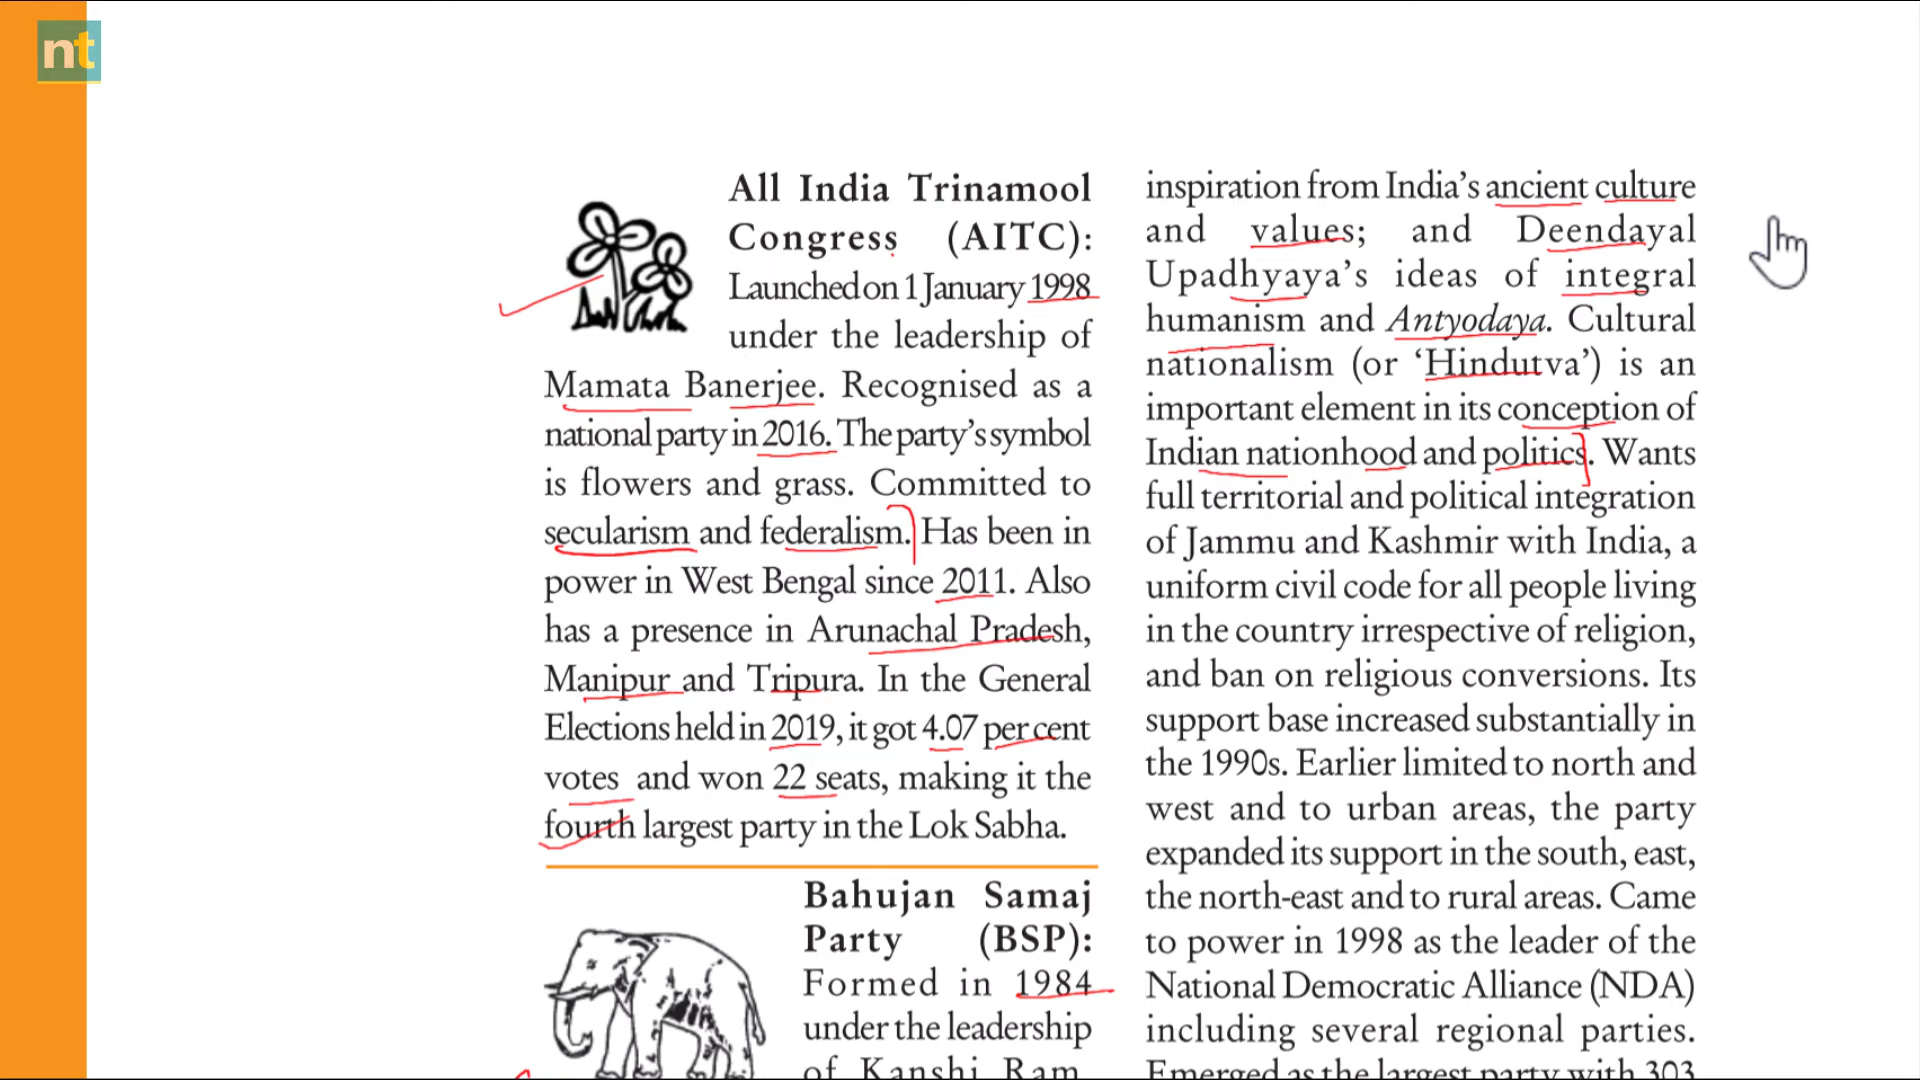 nt
All India Trinamool
Congress (AITC):
Launched on 1 January 1998
under the leadership of
Mamata Banerjee. Recognised as a
national party in 2016. The party's symbol
is flowers and grass. Committed to
secularism and federalism. Has been in
power in West Bengal since 2011. Also
has a presence in Arunachal Pradesh,
Manipur and Tripura. In the General
Elections held in 2019, it got 4.07 per cent
votes and won 22 seats, making it the
fourth largest party in the Lok Sabha.
Bahujan Samaj
Party (BSP):
Formed in 1984
under the leadership
of Kanshi Ram.
inspiration from India's ancient culture
and values; and Deendayal
Upadhyaya's ideas of integral
humanism and Antyodaya. Cultural
nationalism (or ‘Hindutva’) is an
important element in its conception of
Indian nationhood and politics. Wants
full territorial and political integration
of Jammu and Kashmir with India, a
uniform civil code for all people living
in the country irrespective of religion,
and ban on religious conversions. Its
support base increased substantially in
the 1990s. Earlier limited to north and
west and to urban areas, the party
expanded its support in the south, east,
the north-east and to rural areas. Came
to power in 1998 as the leader of the
National Democratic Alliance (NDA)
including several regional parties.
Emerged as the largest party with 303